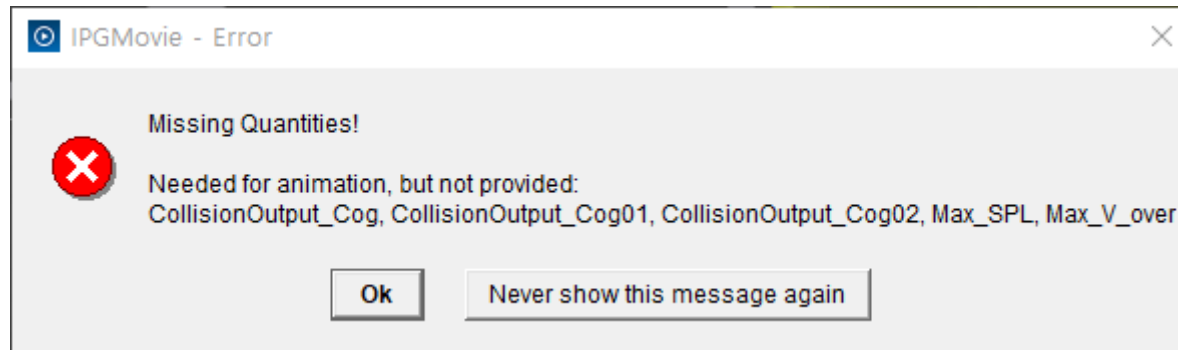 IPGMovie - Error
Missing Quantities!
Needed for animation, but not provided:
CollisionOutput_Cog, CollisionOutput_Cog01, CollisionOutput_Cog02, Max_SPL, Max_V_over
Ok
Never show this message again